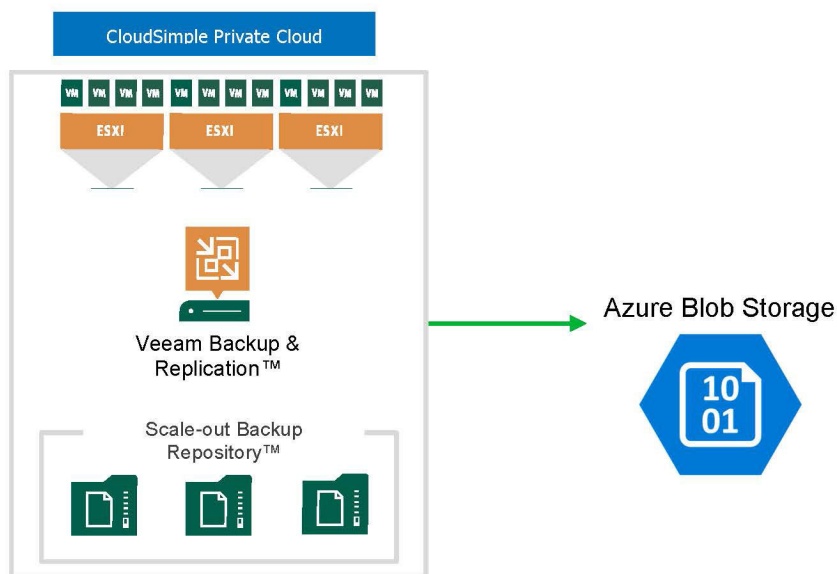 CloudSimple Private Cloud
VM VM VM VM VM VM VM VM VM VM VM VM
ESXI ESXI ESXI
Veeam Backup &
Replication™
Azure Blob Storage
10
01
Scale-out Backup
Repository™